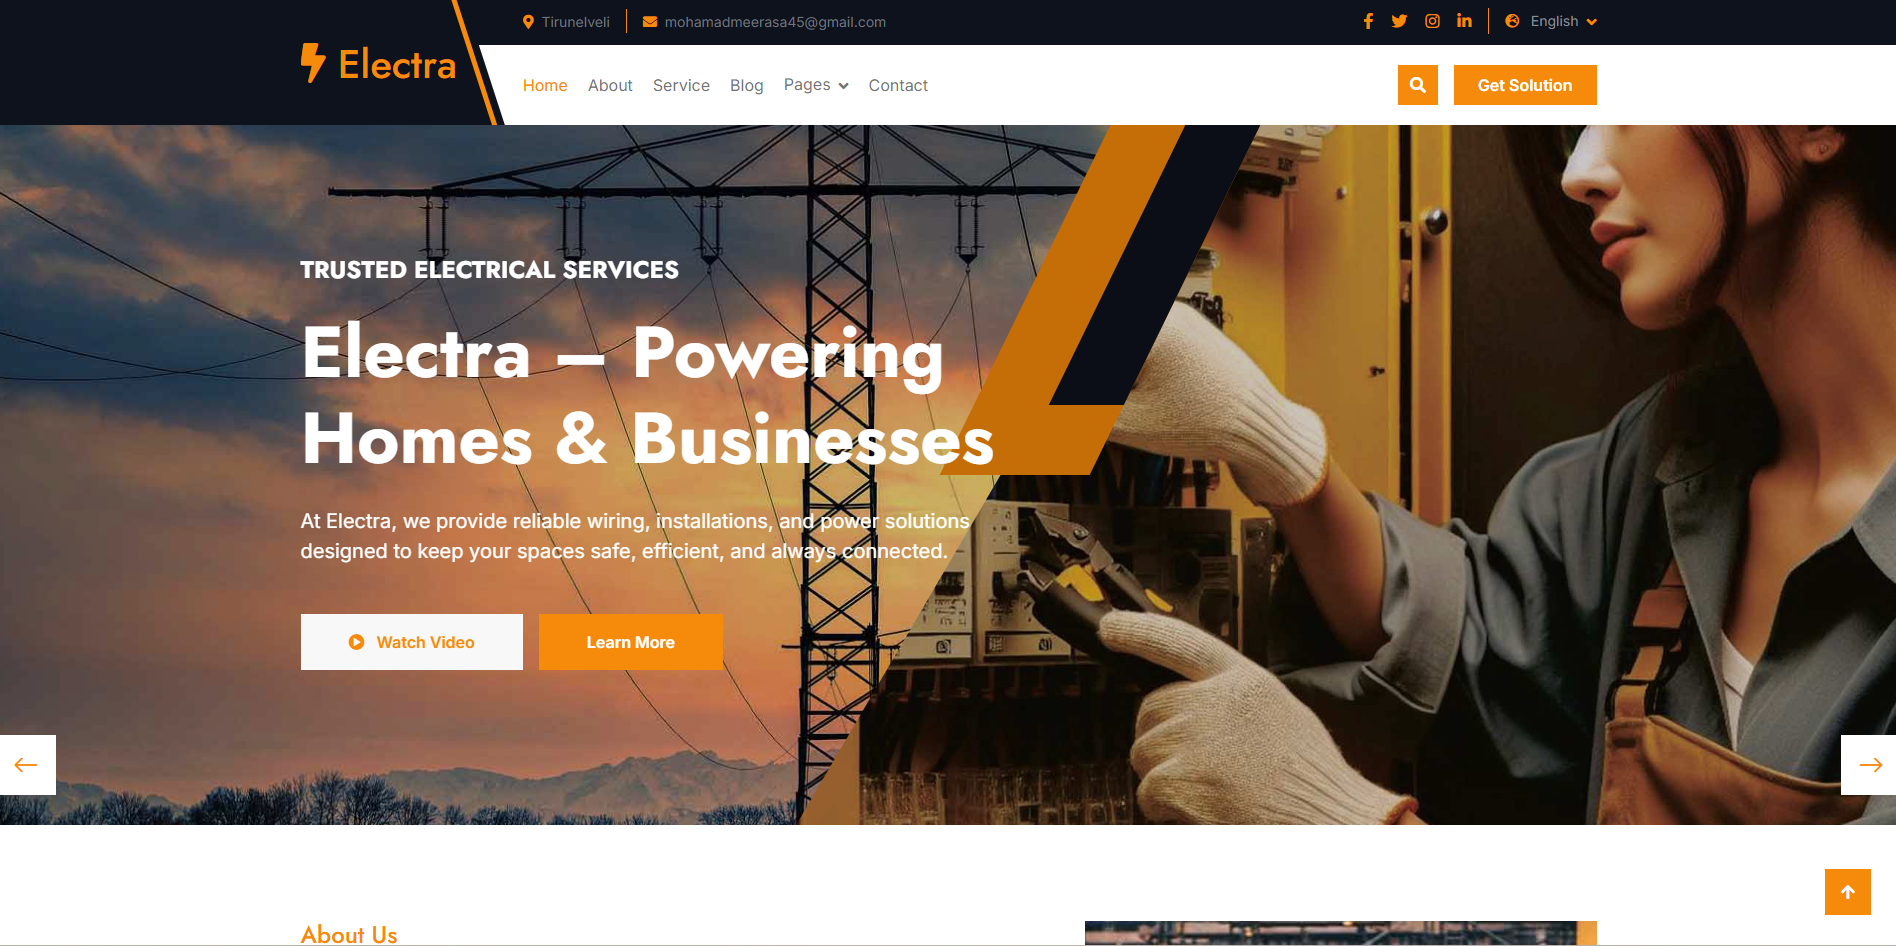 Tirunelveli
mohamadmeerasa45@gmail.com
English
Electra
Home
About
Service
Blog
Pages
Contact
Get Solution
TRUSTED ELECTRICAL SERVICES
Electra – Powering
Homes & Businesses
At Electra, we provide reliable wiring, installations, and power solutions
designed to keep your spaces safe, efficient, and always connected.
Watch Video
Learn More
About Us